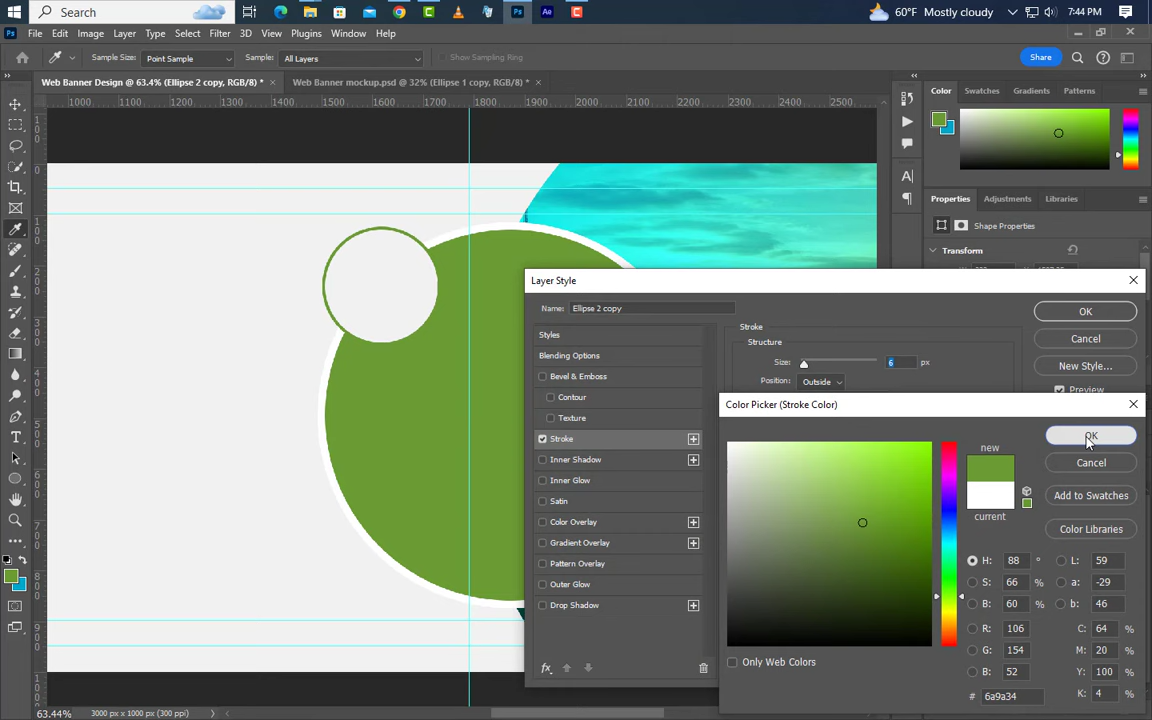 Search
60°F Mostly cloudy
7:44 PM
File Edit Image Layer Type Select Filter 3D View Plugins Window Help
Sample Size: Point Sample Sample: All Layers Show Sampling Ring Share
Web Banner Design @ 63.4% (Ellipse 2 copy, RGB/8) * × Web Banner mockup.psd @ 32% (Ellipse 1 copy, RGB/8) * ×
Color Swatches Gradients Patterns
1000 1100 1200 1300 1400 1500 1600 1700 1800 1900 2000 2100 2200 2300 2400 2500
Properties Adjustments Libraries
Shape Properties
Transform
Layer Style
Name: Ellipse 2 copy
Styles
Blending Options
Bevel & Emboss
Contour
Texture
Stroke
Inner Shadow
Inner Glow
Satin
Color Overlay
Gradient Overlay
Pattern Overlay
Outer Glow
Drop Shadow
fx
Stroke
Structure
Size: 6 px
Position: Outside
OK
Cancel
New Style...
Preview
Color Picker (Stroke Color)
new
current
OK
Cancel
Add to Swatches
Color Libraries
H: 88 ° L: 59
S: 66 % a: -29
B: 60 % b: 46
R: 106 C: 64 %
G: 154 M: 20 %
B: 52 Y: 100 %
# 6a9a34 K: 4 %
Only Web Colors
63.44% 3000 px x 1000 px (300 ppi)